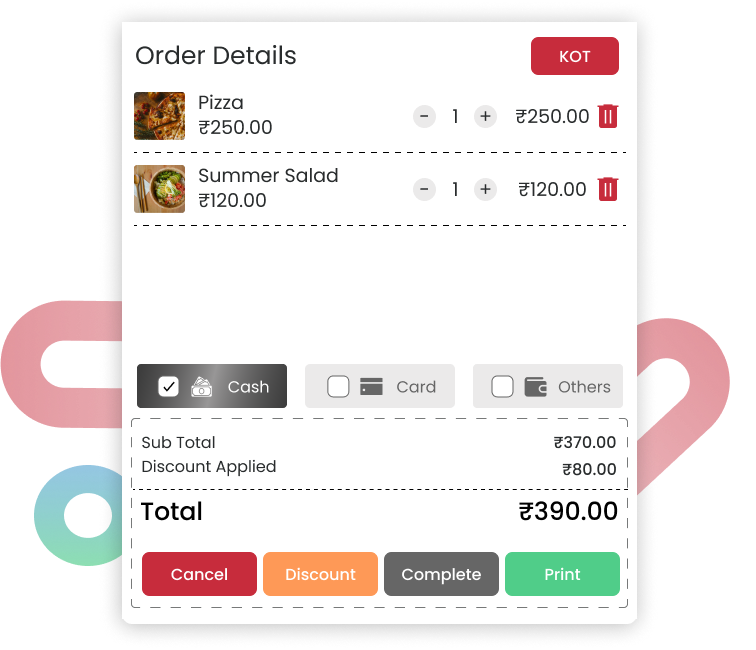 Order Details
KOT
Pizza
₹250.00
- 1 + ₹250.00
Summer Salad
₹120.00
- 1 + ₹120.00
Cash
Card
Others
Sub Total ₹370.00
Discount Applied ₹80.00
Total ₹390.00
Cancel
Discount
Complete
Print